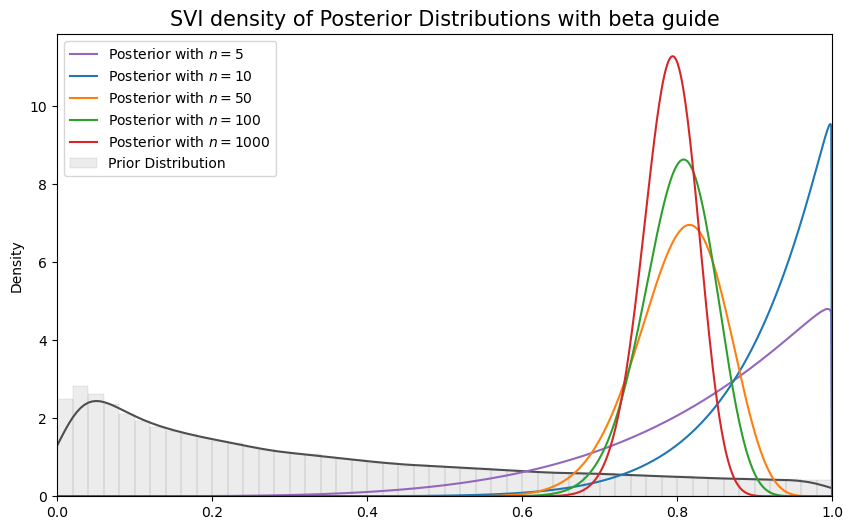 SVI density of Posterior Distributions with beta guide
Posterior with n = 5
Posterior with n = 10
Posterior with n = 50
Posterior with n = 100
Posterior with n = 1000
Prior Distribution
Density
10
8
6
4
2
0
0.0 0.2 0.4 0.6 0.8 1.0